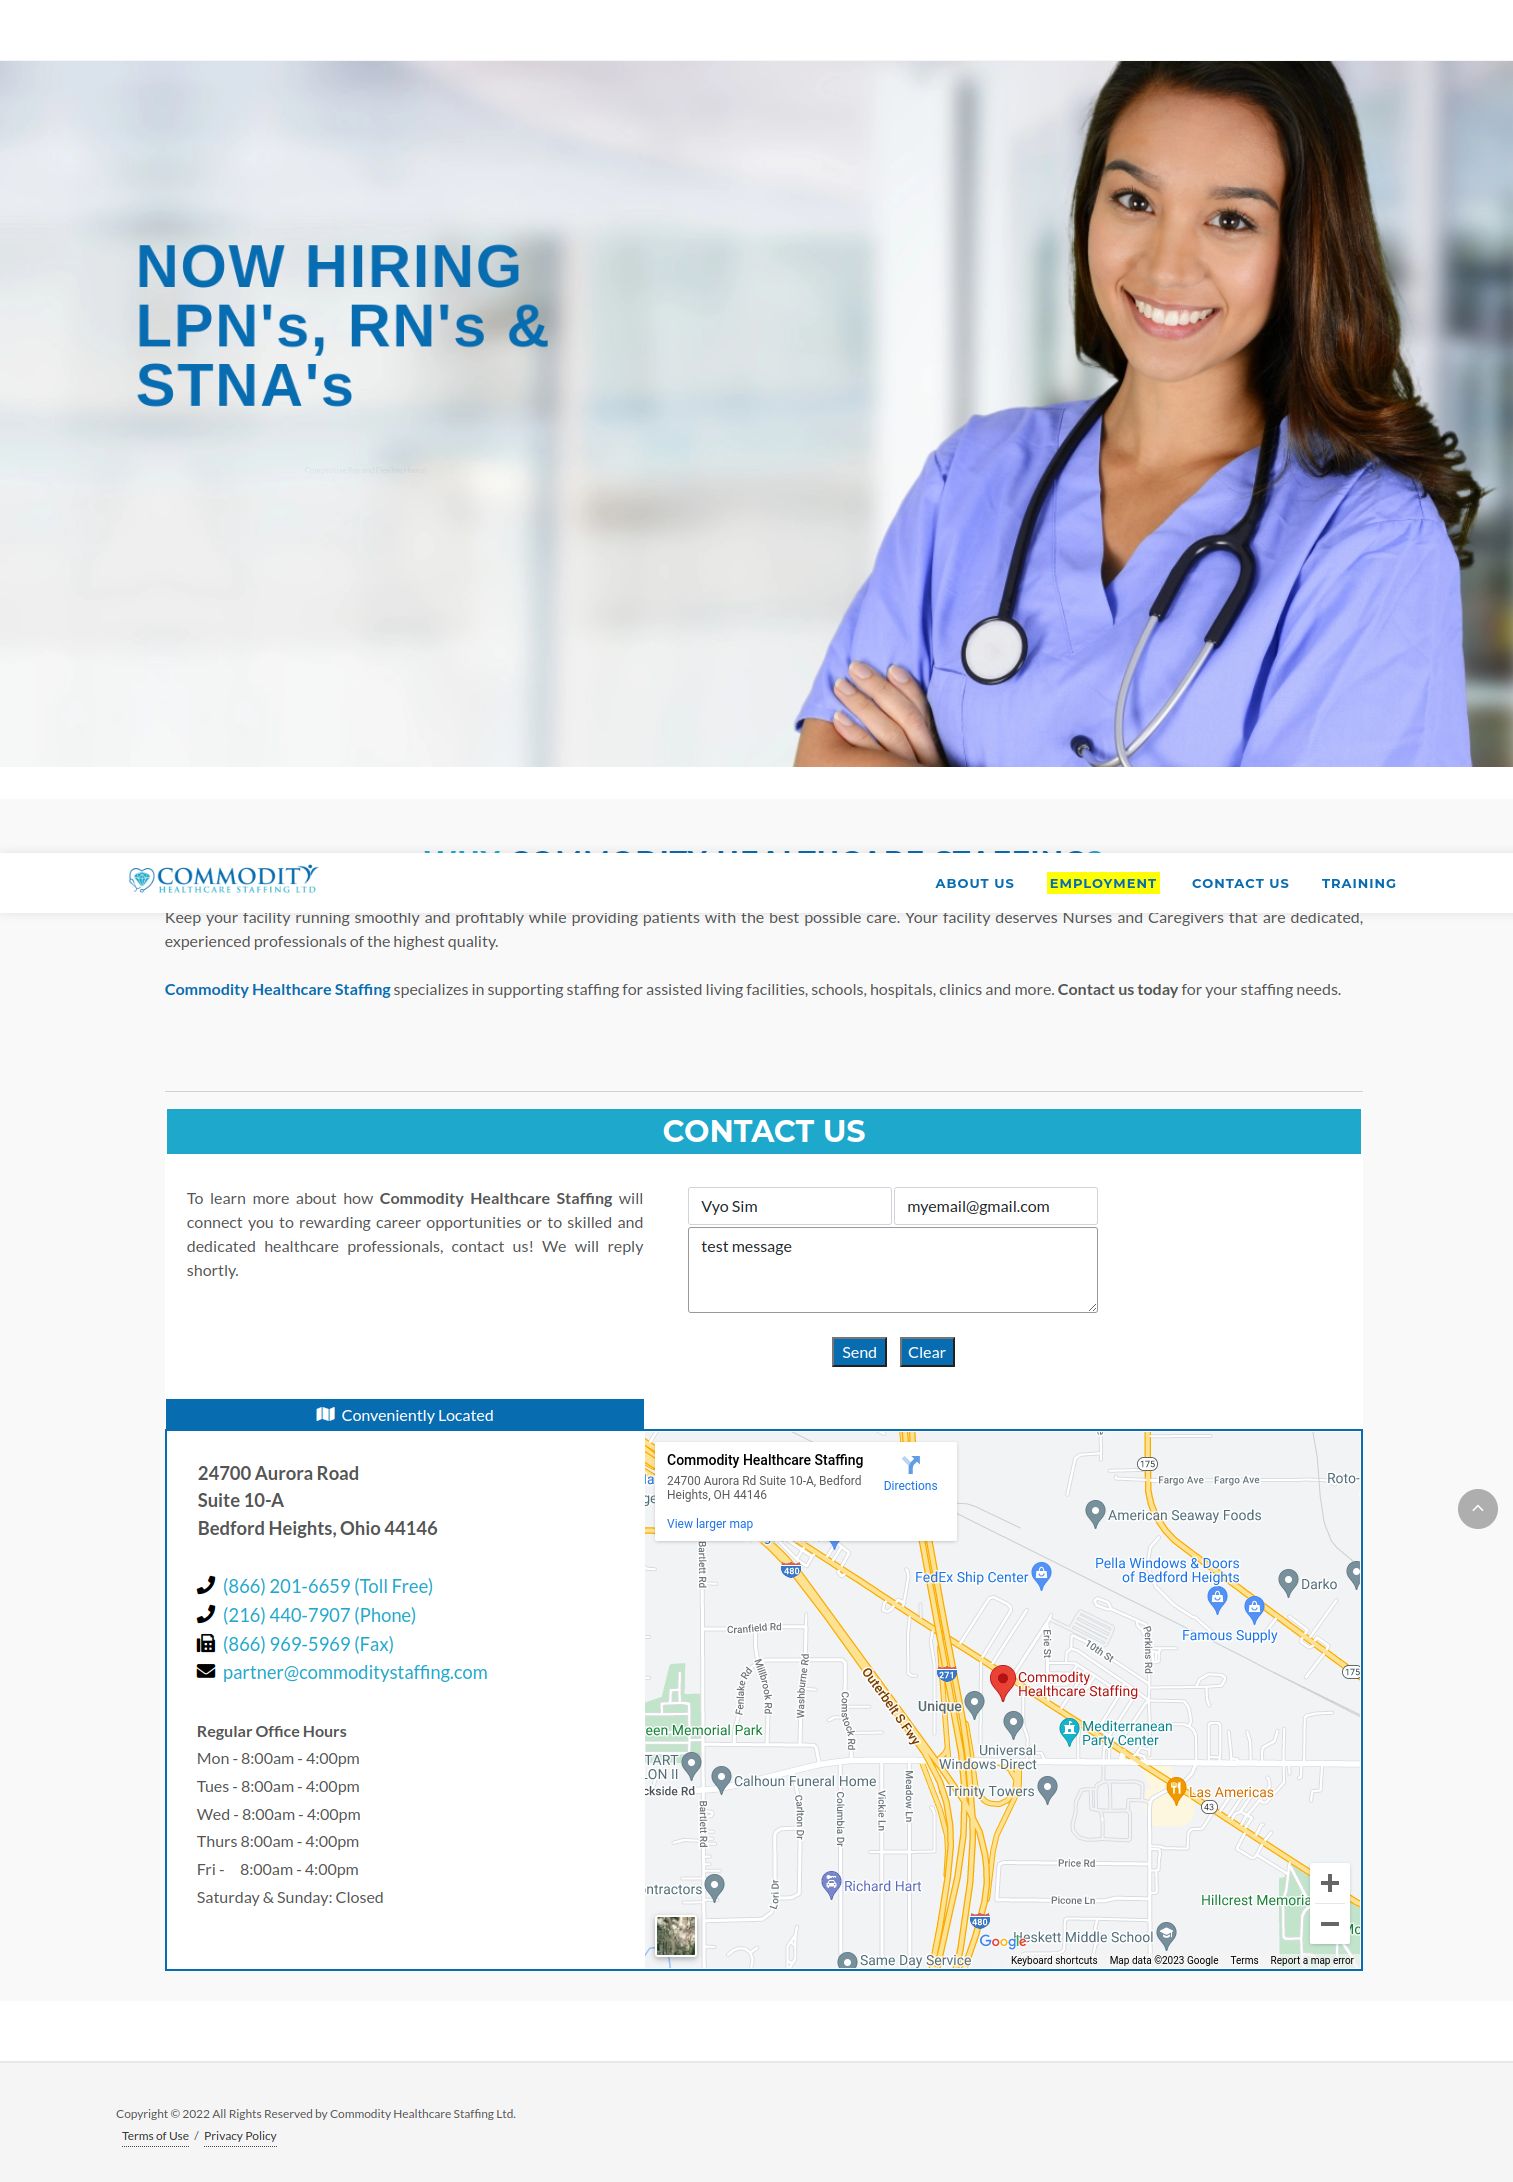 NOW HIRING
LPN's, RN's &
STNA's
COMMODITY HEALTHCARE STAFFING?
COMMODITY
HEALTHCARE STAFFING LTD
ABOUT US
EMPLOYMENT
CONTACT US
TRAINING
Keep your facility running smoothly and profitably while providing patients with the best possible care. Your facility deserves Nurses and Caregivers that are dedicated,
experienced professionals of the highest quality.
Commodity Healthcare Staffing specializes in supporting staffing for assisted living facilities, schools, hospitals, clinics and more. Contact us today for your staffing needs.
CONTACT US
To learn more about how Commodity Healthcare Staffing will
connect you to rewarding career opportunities or to skilled and
dedicated healthcare professionals, contact us! We will reply
shortly.
Vyo Sim
myemail@gmail.com
test message
Send
Clear
Conveniently Located
24700 Aurora Road
Suite 10-A
Bedford Heights, Ohio 44146
(866) 201-6659 (Toll Free)
(216) 440-7907 (Phone)
(866) 969-5969 (Fax)
partner@commoditystaffing.com
Regular Office Hours
Mon - 8:00am - 4:00pm
Tues - 8:00am - 4:00pm
Wed - 8:00am - 4:00pm
Thurs 8:00am - 4:00pm
Fri - 8:00am - 4:00pm
Saturday & Sunday: Closed
Commodity Healthcare Staffing
24700 Aurora Rd Suite 10-A, Bedford
Heights, OH 44146
Directions
View larger map
175
Fargo Ave
Fargo Ave
Roto-
American Seaway Foods
Pella Windows & Doors
of Bedford Heights
Darko
Famous Supply
FedEx Ship Center
480
Bartlett Rd
Cranfield Rd
Erie St
10th St
Perkins Rd
175
271
Commodity
Healthcare Staffing
Fenlake Rd
Millbrook Rd
Washburne Rd
Comstock Rd
Outerbelt S Fwy
Unique
een Memorial Park
Mediterranean
Party Center
Universal
Windows Direct
TART
LON II
ckside Rd
Calhoun Funeral Home
Trinity Towers
Las Americas
43
Bartlett Rd
Carlton Dr
Columbia Dr
Vickie Ln
Meadow Ln
Price Rd
Richard Hart
ntractors
Lori Dr
Picone Ln
Hillcrest Memoria
480
Heskett Middle School
Google
Same Day Service
Keyboard shortcuts
Map data ©2023 Google
Terms
Report a map error
Copyright © 2022 All Rights Reserved by Commodity Healthcare Staffing Ltd.
Terms of Use / Privacy Policy